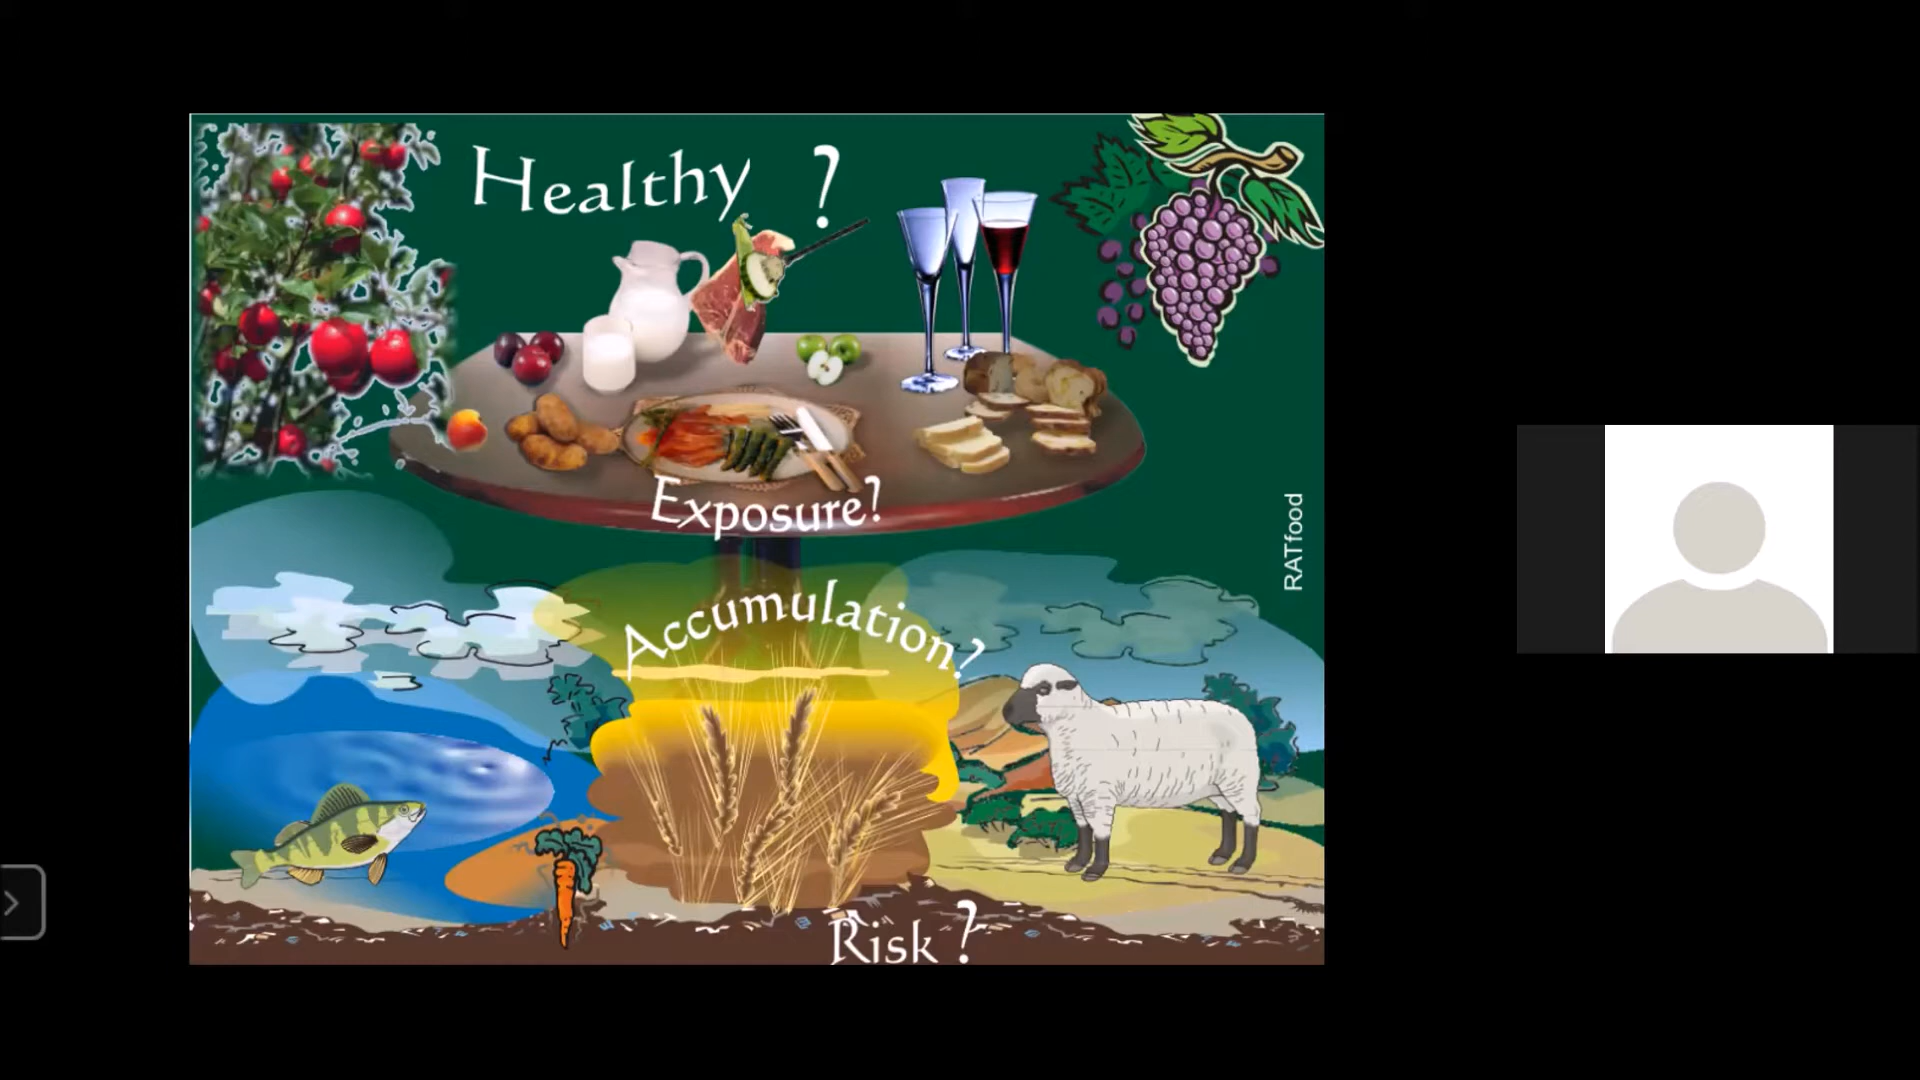 Healthy ?
Exposure?
RATfood
Accumulation?
Risk ?